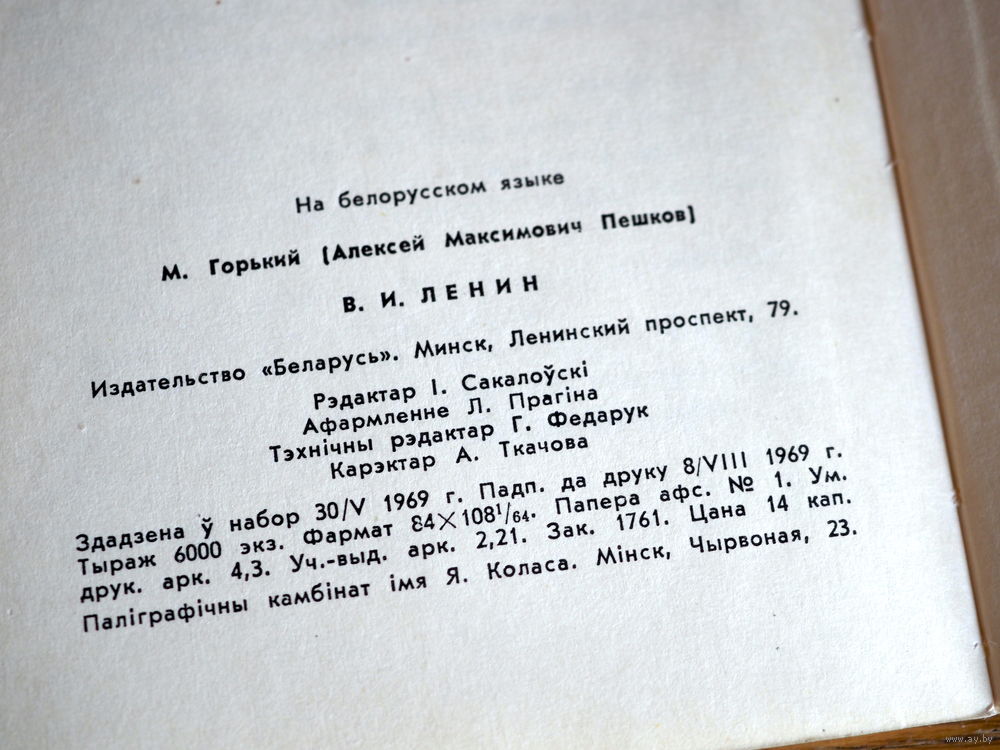 На белорусском языке
М. Горький (Алексей Максимович Пешков)
В. И. ЛЕНИН
Издательство «Беларусь». Минск, Ленинский проспект, 79.
Рэдактар І. Сакалоўскі
Афармленне Л. Прагіна
Тэхнічны рэдактар Г. Федарук
Карэктар А. Ткачова
Здадзена ў набор 30/V 1969 г. Падп. да друку 8/VIII 1969 г.
Тыраж 6000 экз. Фармат 84×108¹/₆₄. Папера афс. № 1. Ум.
друк. арк. 4,3. Уч.-выд. арк. 2,21. Зак. 1761. Цана 14 кап.
Паліграфічны камбінат імя Я. Коласа. Мінск, Чырвоная, 23.
www.ay.by